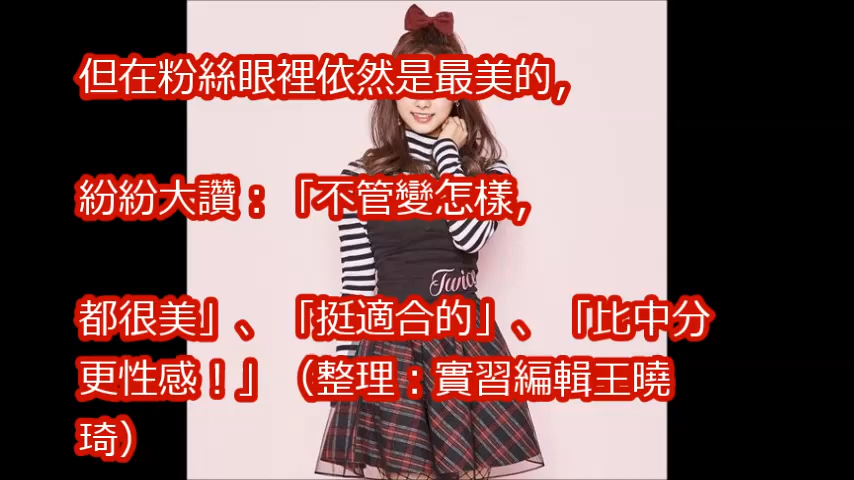 但在粉絲眼裡依然是最美的，
紛紛大讚：「不管變怎樣，
Twice
都很美」、「挺適合的」、「比中分
更性感！」（整理：實習編輯王曉
琦）